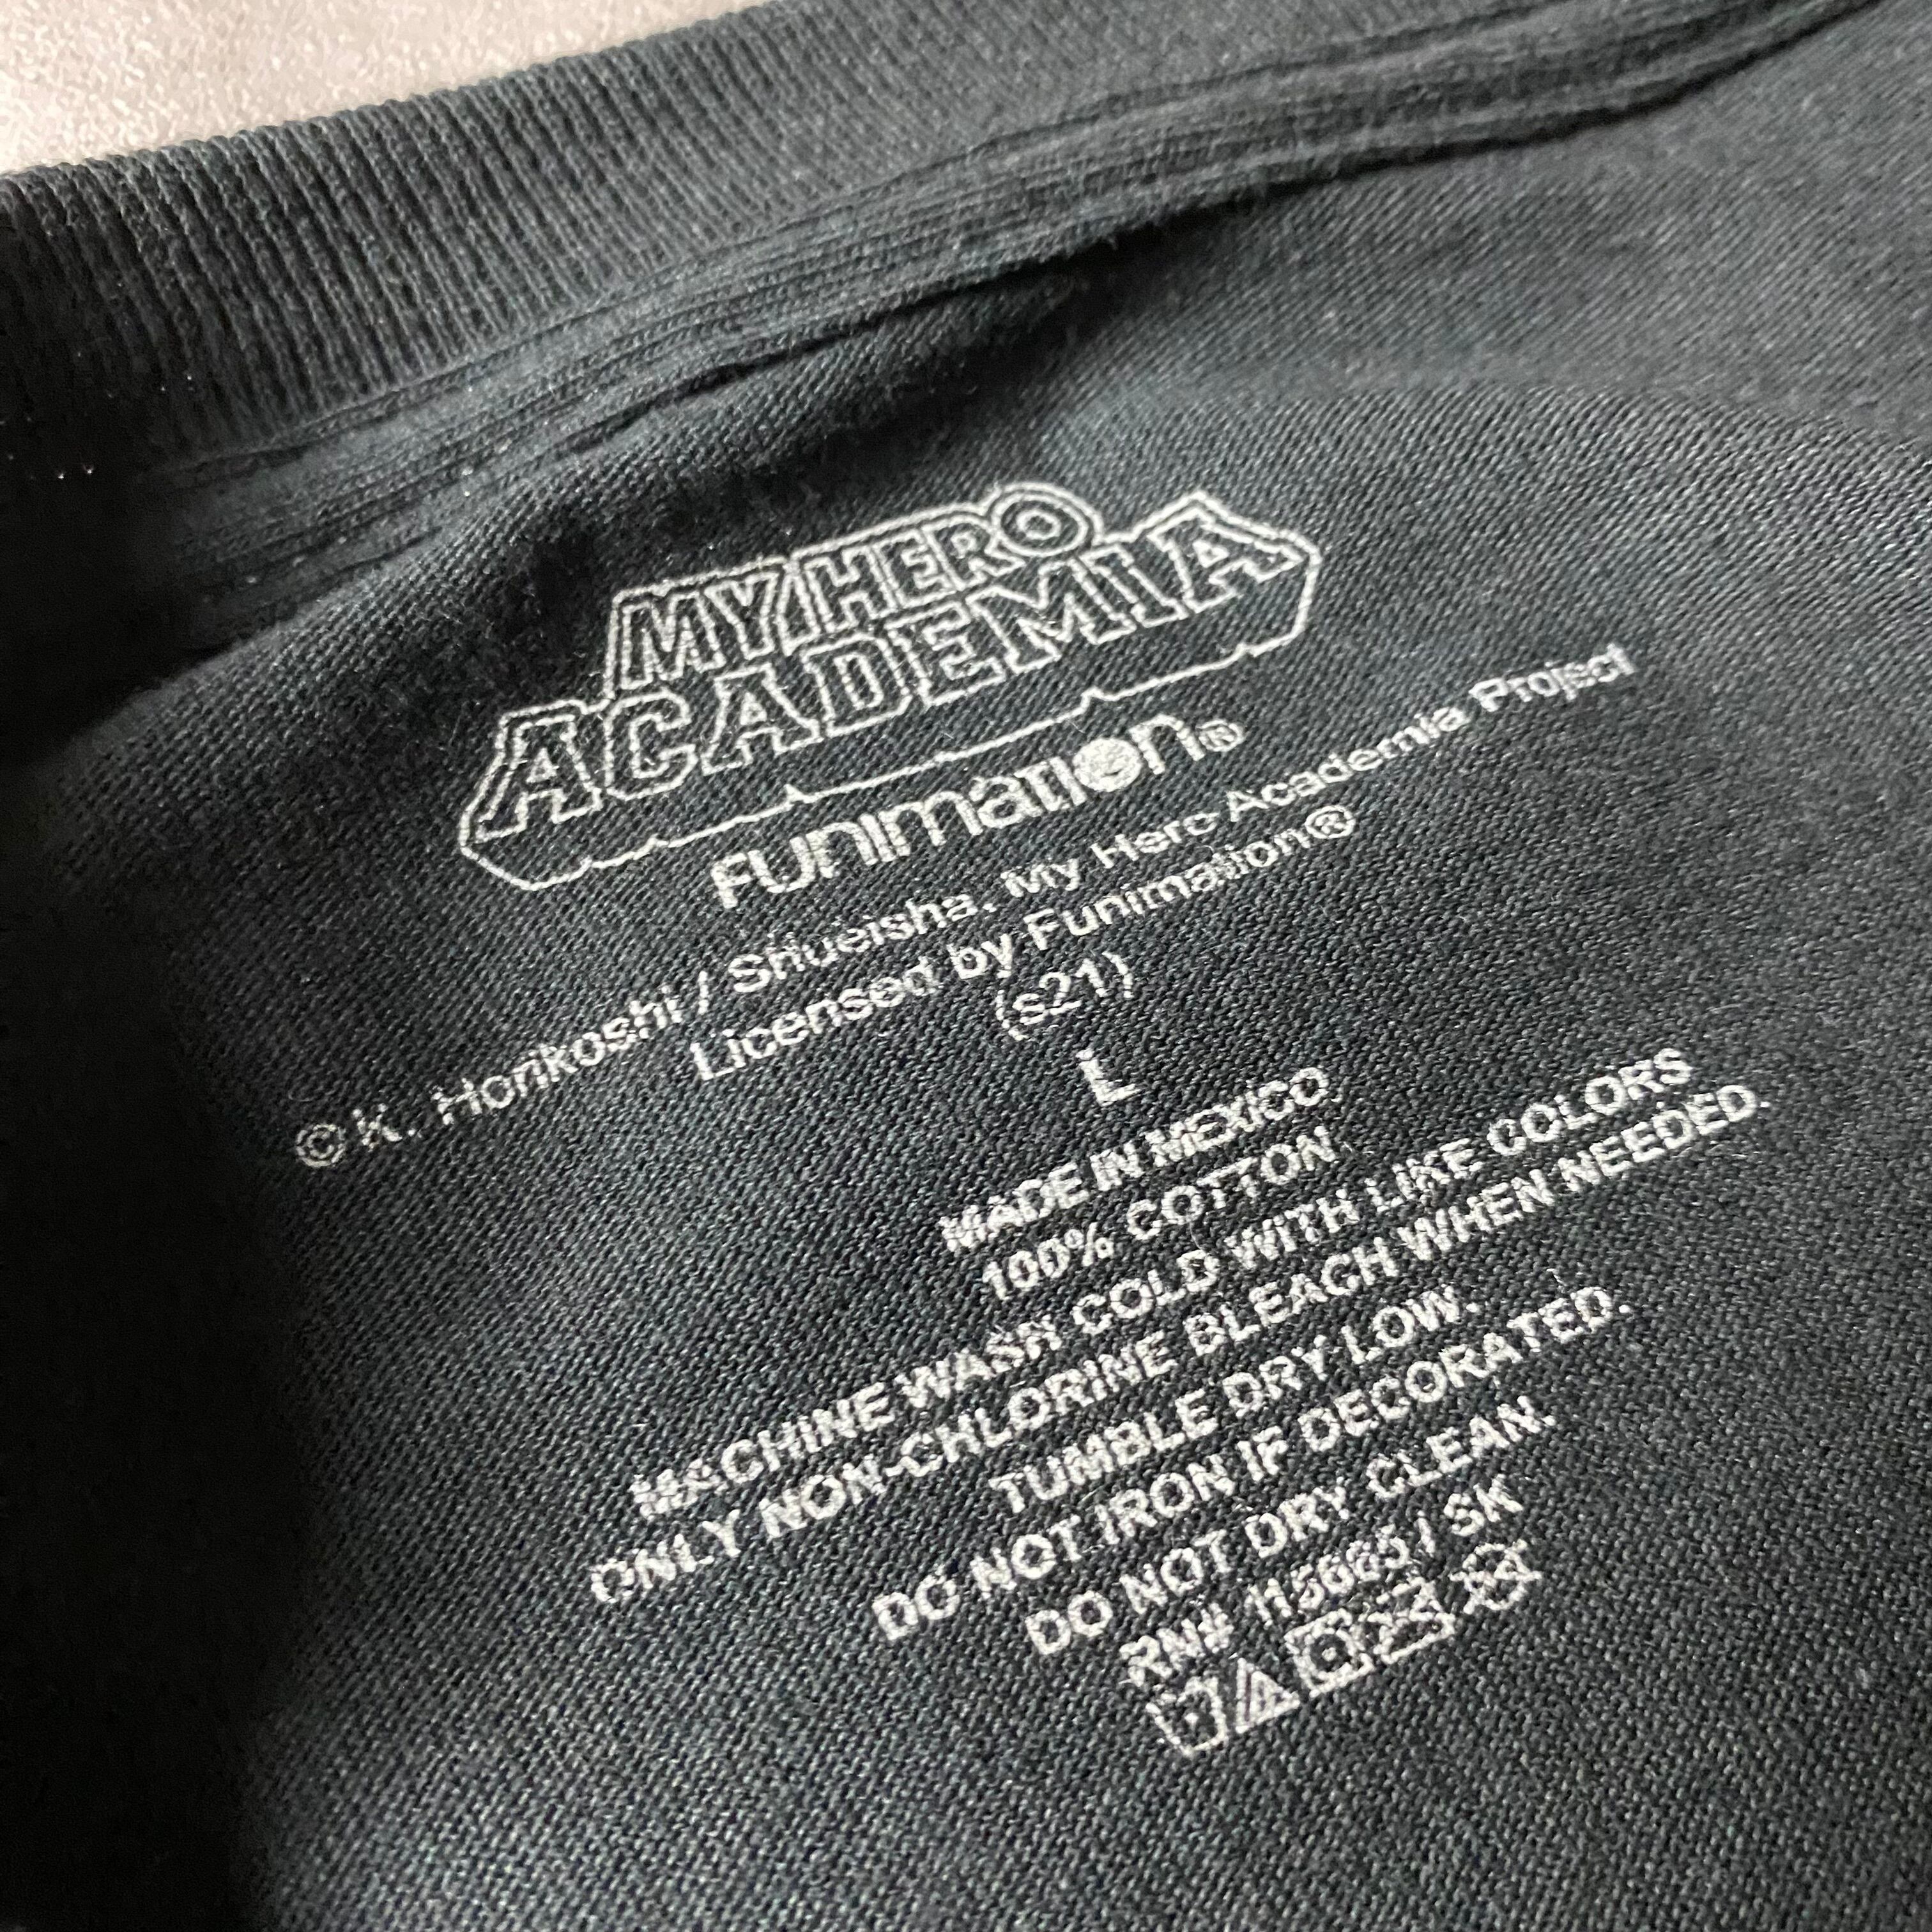 MY HERO
ACADEMIA
FUNIMATION®
© K. Horikoshi / Shueisha, My Hero Academia Project
Licensed by Funimation®
(s21)
L
MADE IN MEXICO
100% COTTON
MACHINE WASH COLD WITH LIKE COLORS
ONLY NON-CHLORINE BLEACH WHEN NEEDED.
TUMBLE DRY LOW.
DO NOT IRON IF DECORATED.
DO NOT DRY CLEAN.
RN# / SK